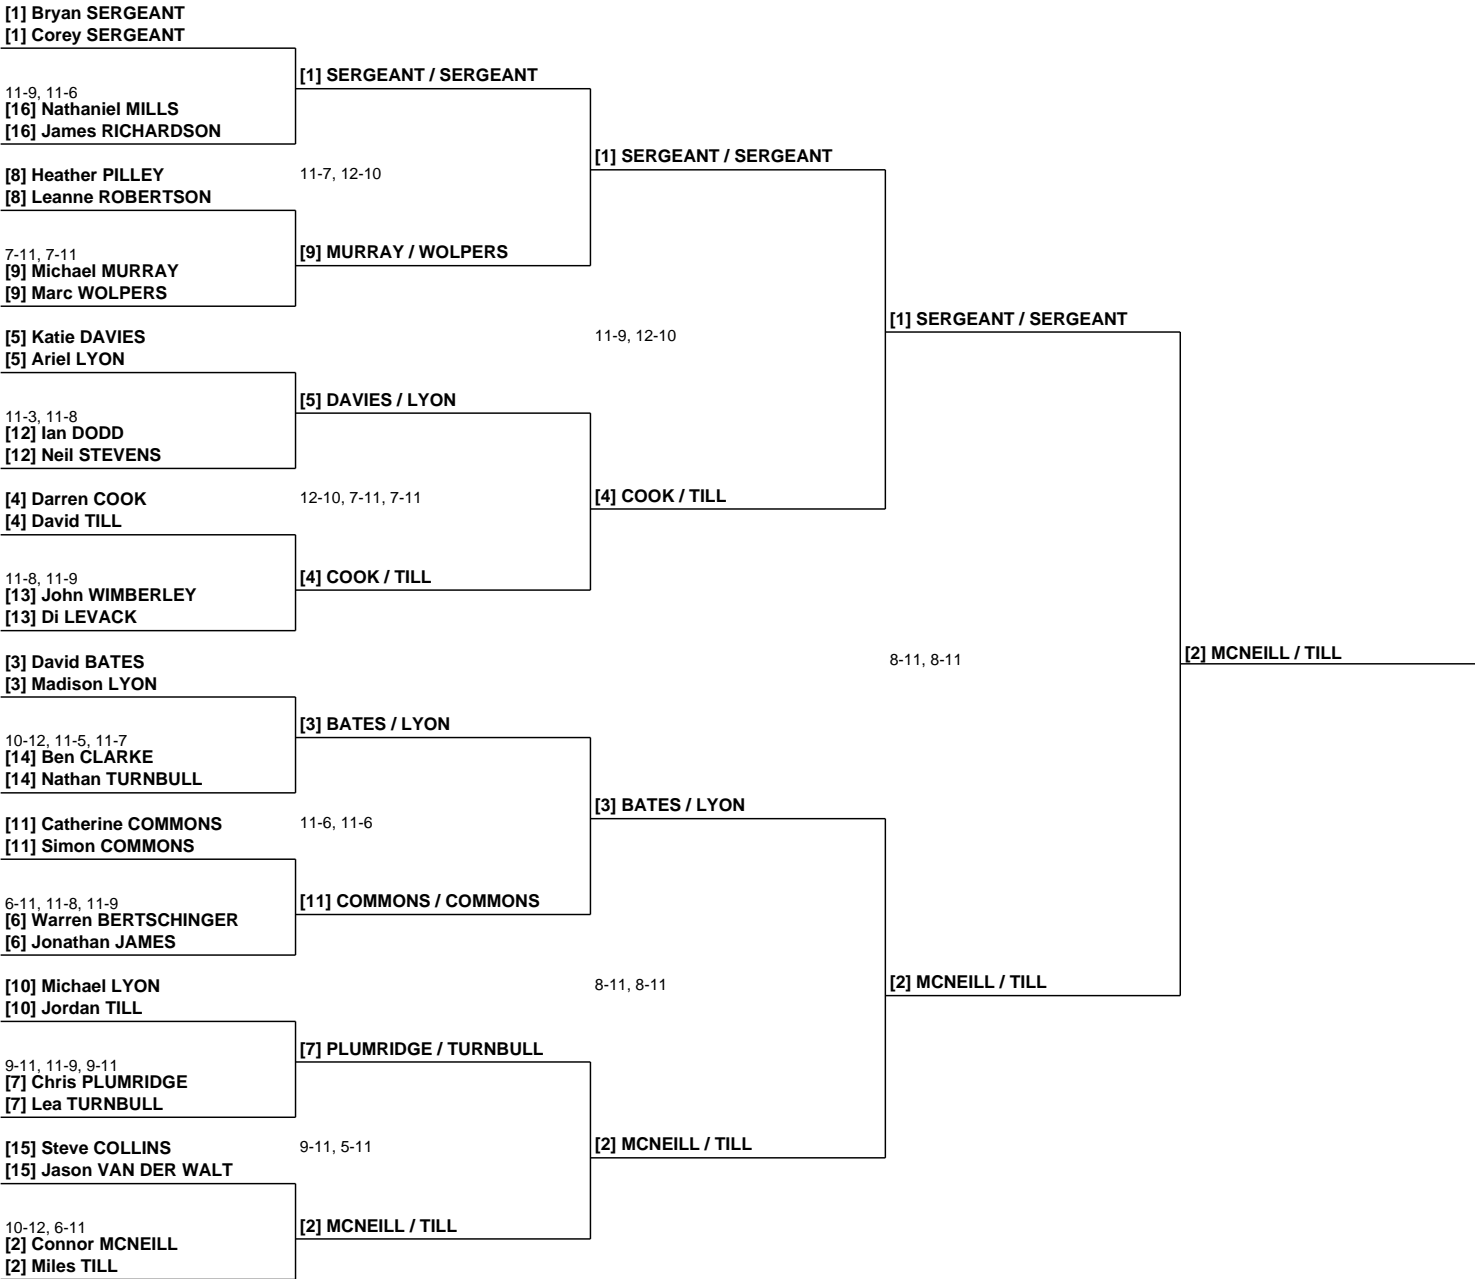 [1] Bryan SERGEANT
[1] Corey SERGEANT
11-9, 11-6
[16] Nathaniel MILLS
[16] James RICHARDSON
[8] Heather PILLEY
[8] Leanne ROBERTSON
7-11, 7-11
[9] Michael MURRAY
[9] Marc WOLPERS
[5] Katie DAVIES
[5] Ariel LYON
11-3, 11-8
[12] Ian DODD
[12] Neil STEVENS
[4] Darren COOK
[4] David TILL
11-8, 11-9
[13] John WIMBERLEY
[13] Di LEVACK
[3] David BATES
[3] Madison LYON
10-12, 11-5, 11-7
[14] Ben CLARKE
[14] Nathan TURNBULL
[11] Catherine COMMONS
[11] Simon COMMONS
6-11, 11-8, 11-9
[6] Warren BERTSCHINGER
[6] Jonathan JAMES
[10] Michael LYON
[10] Jordan TILL
9-11, 11-9, 9-11
[7] Chris PLUMRIDGE
[7] Lea TURNBULL
[15] Steve COLLINS
[15] Jason VAN DER WALT
10-12, 6-11
[2] Connor MCNEILL
[2] Miles TILL
[1] SERGEANT / SERGEANT
11-7, 12-10
[9] MURRAY / WOLPERS
[5] DAVIES / LYON
12-10, 7-11, 7-11
[4] COOK / TILL
[3] BATES / LYON
11-6, 11-6
[11] COMMONS / COMMONS
[7] PLUMRIDGE / TURNBULL
9-11, 5-11
[2] MCNEILL / TILL
[1] SERGEANT / SERGEANT
11-9, 12-10
[4] COOK / TILL
[3] BATES / LYON
8-11, 8-11
[2] MCNEILL / TILL
[1] SERGEANT / SERGEANT
8-11, 8-11
[2] MCNEILL / TILL
[2] MCNEILL / TILL